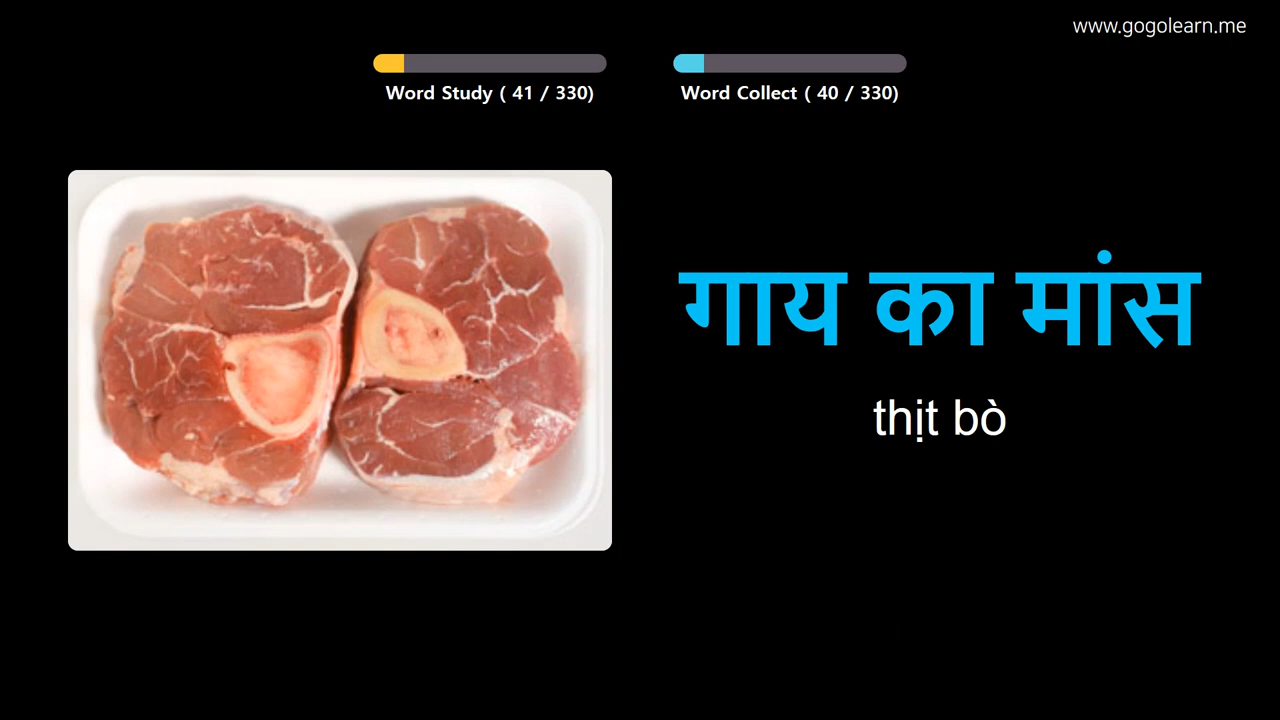 www.gogolearn.me
Word Study ( 41 / 330)
Word Collect ( 40 / 330)
गाय का मांस
thịt bò